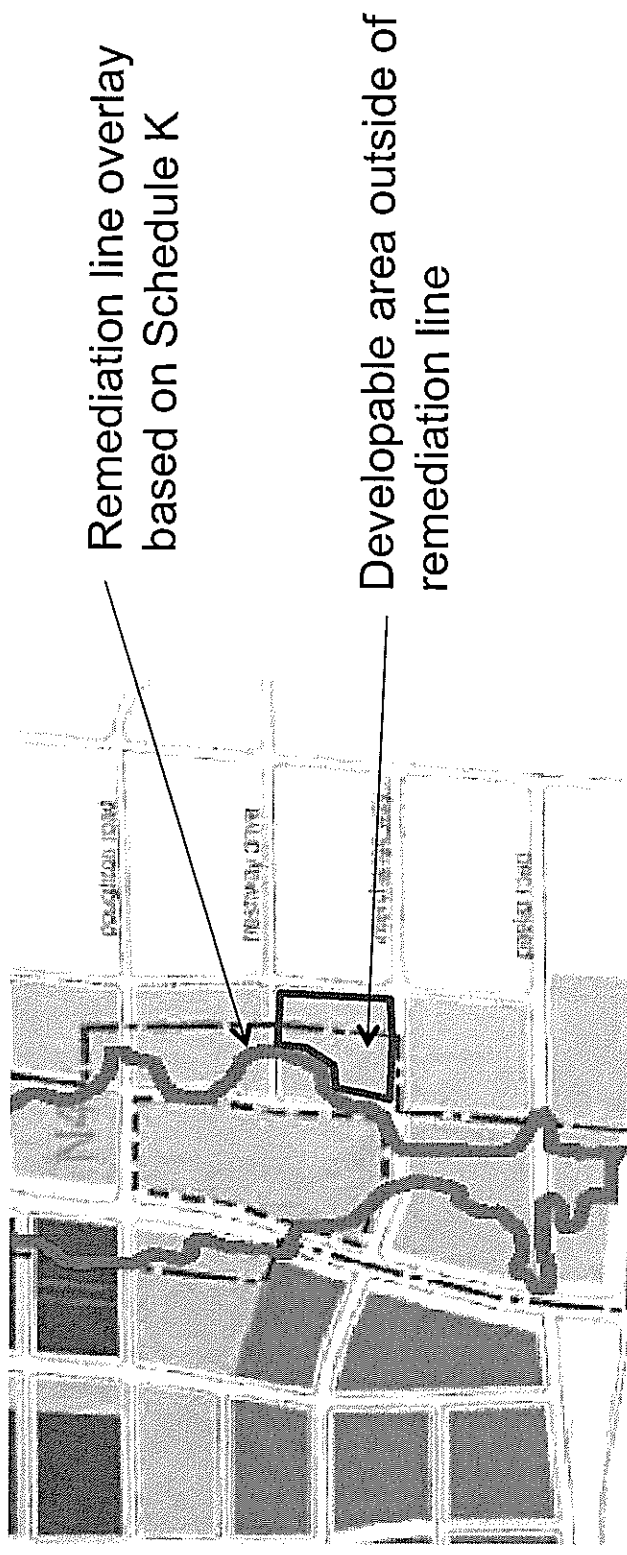 Remediation line overlay
based on Schedule K
Developable area outside of
remediation line